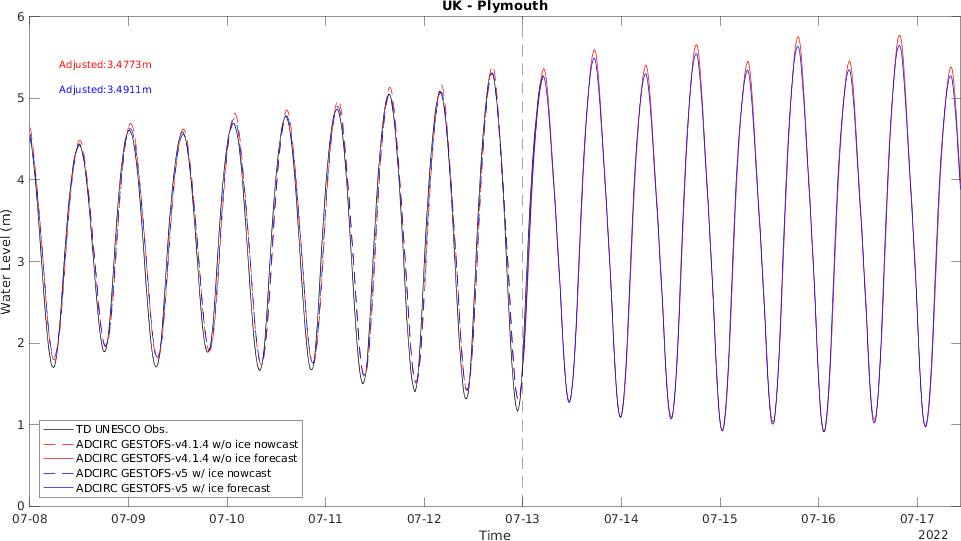 UK - Plymouth
Adjusted:3.4773m
Adjusted:3.4911m
Water Level (m)
6
5
4
3
2
1
0
TD UNESCO Obs.
ADCIRC GESTOFS-v4.1.4 w/o ice nowcast
ADCIRC GESTOFS-v4.1.4 w/o ice forecast
ADCIRC GESTOFS-v5 w/ ice nowcast
ADCIRC GESTOFS-v5 w/ ice forecast
07-08 07-09 07-10 07-11 07-12 07-13 07-14 07-15 07-16 07-17
Time
2022